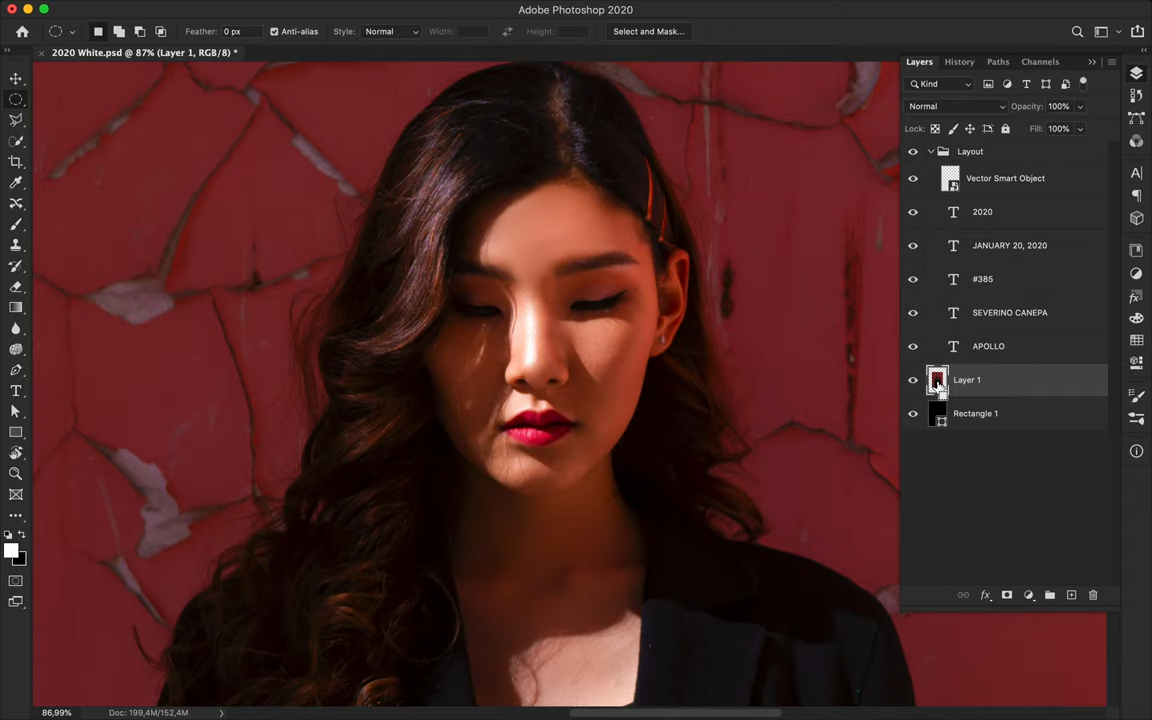 Adobe Photoshop 2020
Feather: 0 px Anti-alias Style: Normal Width: Height: Select and Mask...
2020 White.psd @ 87% (Layer 1, RGB/8) *
Layers History Paths Channels
Kind
Normal Opacity: 100%
Lock: Fill: 100%
Layout
Vector Smart Object
2020
JANUARY 20, 2020
#385
SEVERINO CANEPA
APOLLO
Layer 1
Rectangle 1
86,99% Doc: 199,4M/152,4M